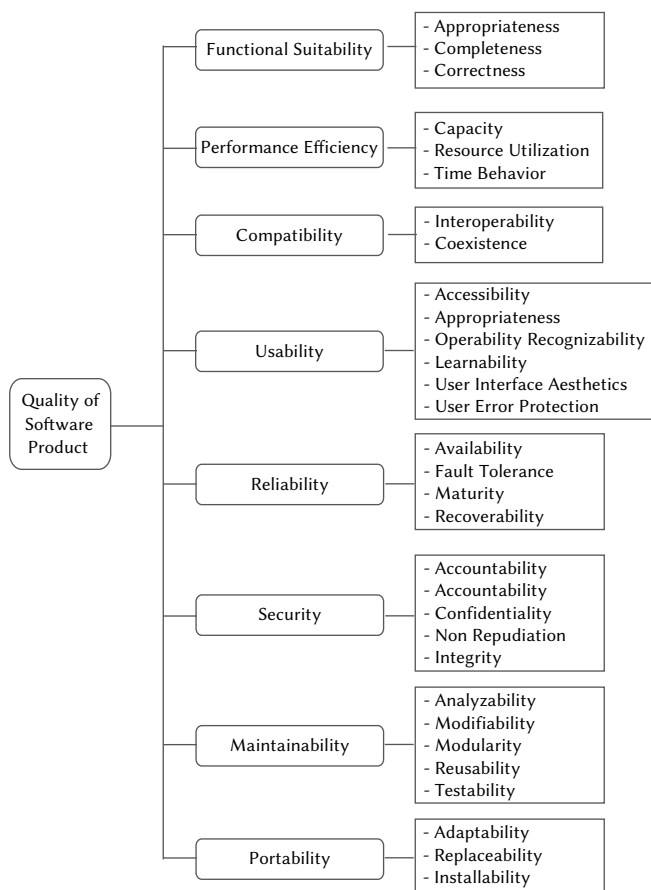 Functional Suitability
- Appropriateness
- Completeness
- Correctness
Performance Efficiency
- Capacity
- Resource Utilization
- Time Behavior
Compatibility
- Interoperability
- Coexistence
Usability
- Accessibility
- Appropriateness
- Operability Recognizability
- Learnability
- User Interface Aesthetics
- User Error Protection
Quality of
Software
Product
Reliability
- Availability
- Fault Tolerance
- Maturity
- Recoverability
Security
- Accountability
- Accountability
- Confidentiality
- Non Repudiation
- Integrity
Maintainability
- Analyzability
- Modifiability
- Modularity
- Reusability
- Testability
Portability
- Adaptability
- Replaceability
- Installability